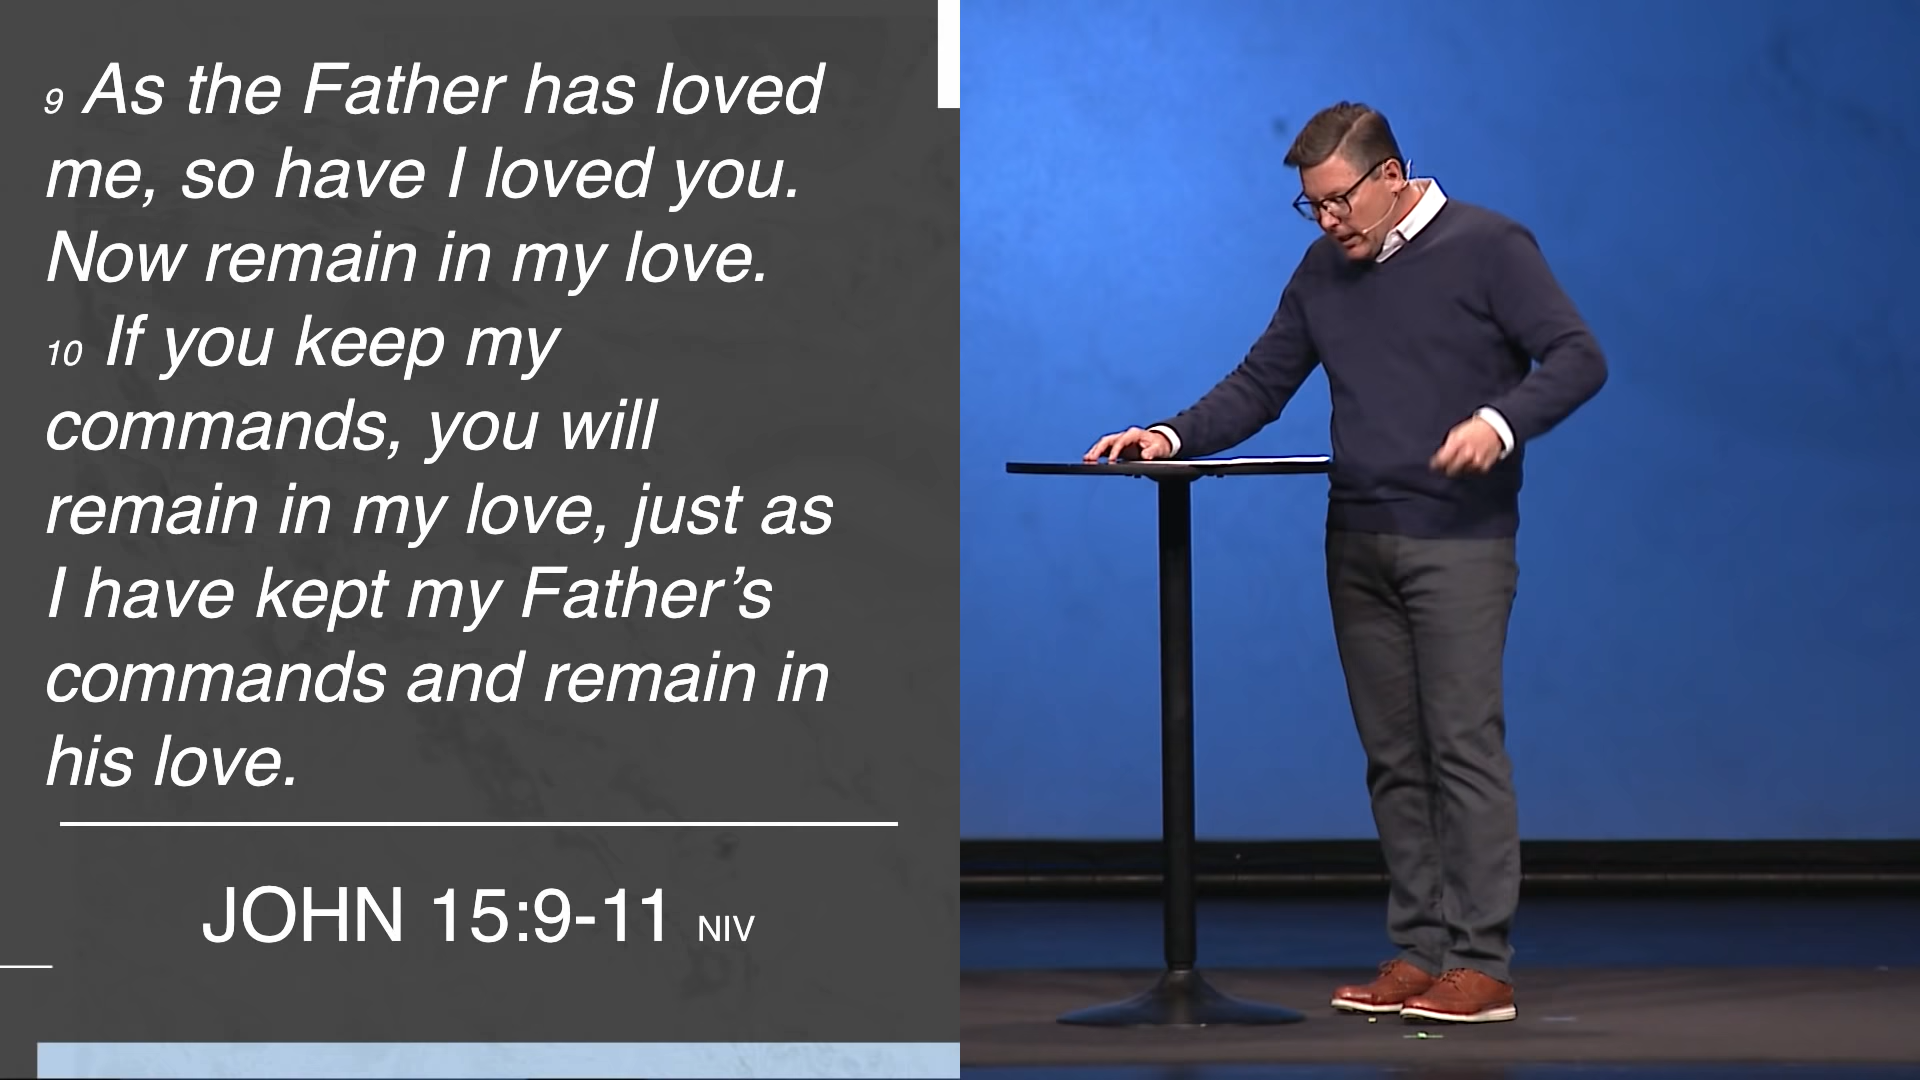 9 As the Father has loved
me, so have I loved you.
Now remain in my love.
10 If you keep my
commands, you will
remain in my love, just as
I have kept my Father’s
commands and remain in
his love.
JOHN 15:9-11 NIV